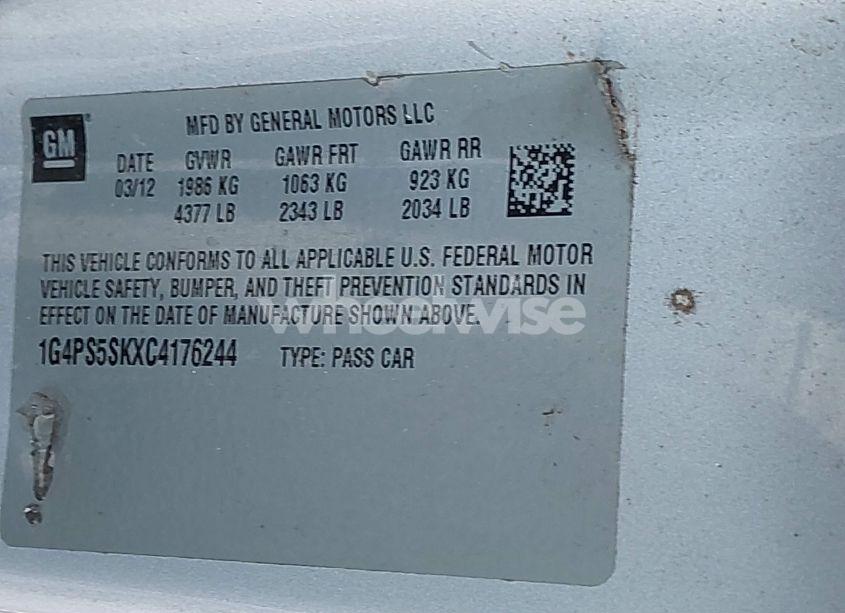 GM
MFD BY GENERAL MOTORS LLC
DATE GVWR GAWR FRT GAWR RR
03/12 1986 KG 1063 KG 923 KG
4377 LB 2343 LB 2034 LB
THIS VEHICLE CONFORMS TO ALL APPLICABLE U.S. FEDERAL MOTOR
VEHICLE SAFETY, BUMPER, AND THEFT PREVENTION STANDARDS IN
EFFECT ON THE DATE OF MANUFACTURE SHOWN ABOVE.
wheelwise
1G4PS5SKXC4176244 TYPE: PASS CAR